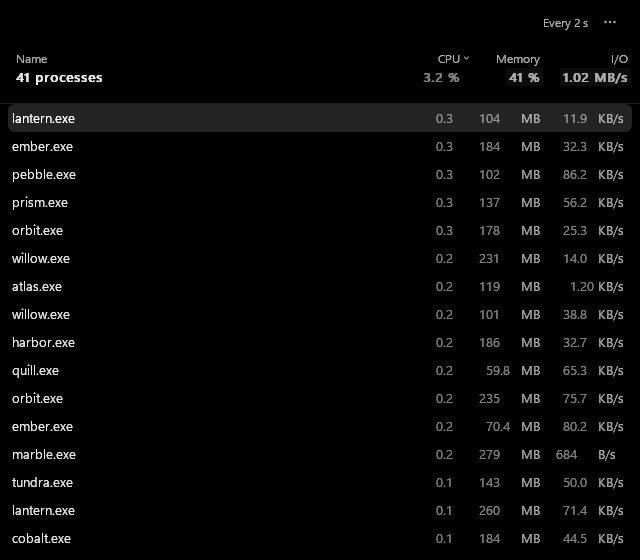 Every 2 s ···
Name CPU Memory I/O
41 processes 3.2 % 41 % 1.02 MB/s
lantern.exe 0.3 104 MB 11.9 KB/s
ember.exe 0.3 184 MB 32.3 KB/s
pebble.exe 0.3 102 MB 86.2 KB/s
prism.exe 0.3 137 MB 56.2 KB/s
orbit.exe 0.3 178 MB 25.3 KB/s
willow.exe 0.2 231 MB 14.0 KB/s
atlas.exe 0.2 119 MB 1.20 KB/s
willow.exe 0.2 101 MB 38.8 KB/s
harbor.exe 0.2 186 MB 32.7 KB/s
quill.exe 0.2 59.8 MB 65.3 KB/s
orbit.exe 0.2 235 MB 75.7 KB/s
ember.exe 0.2 70.4 MB 80.2 KB/s
marble.exe 0.2 279 MB 684 B/s
tundra.exe 0.1 143 MB 50.0 KB/s
lantern.exe 0.1 260 MB 71.4 KB/s
cobalt.exe 0.1 184 MB 44.5 KB/s